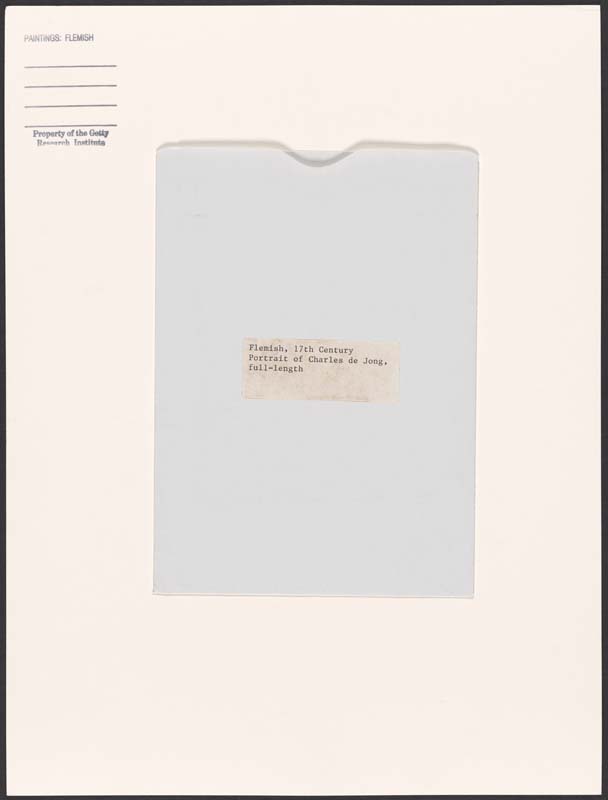 PAINTINGS: FLEMISH
Property of the Getty
Research Institute
Flemish, 17th Century
Portrait of Charles de Jong,
full-length